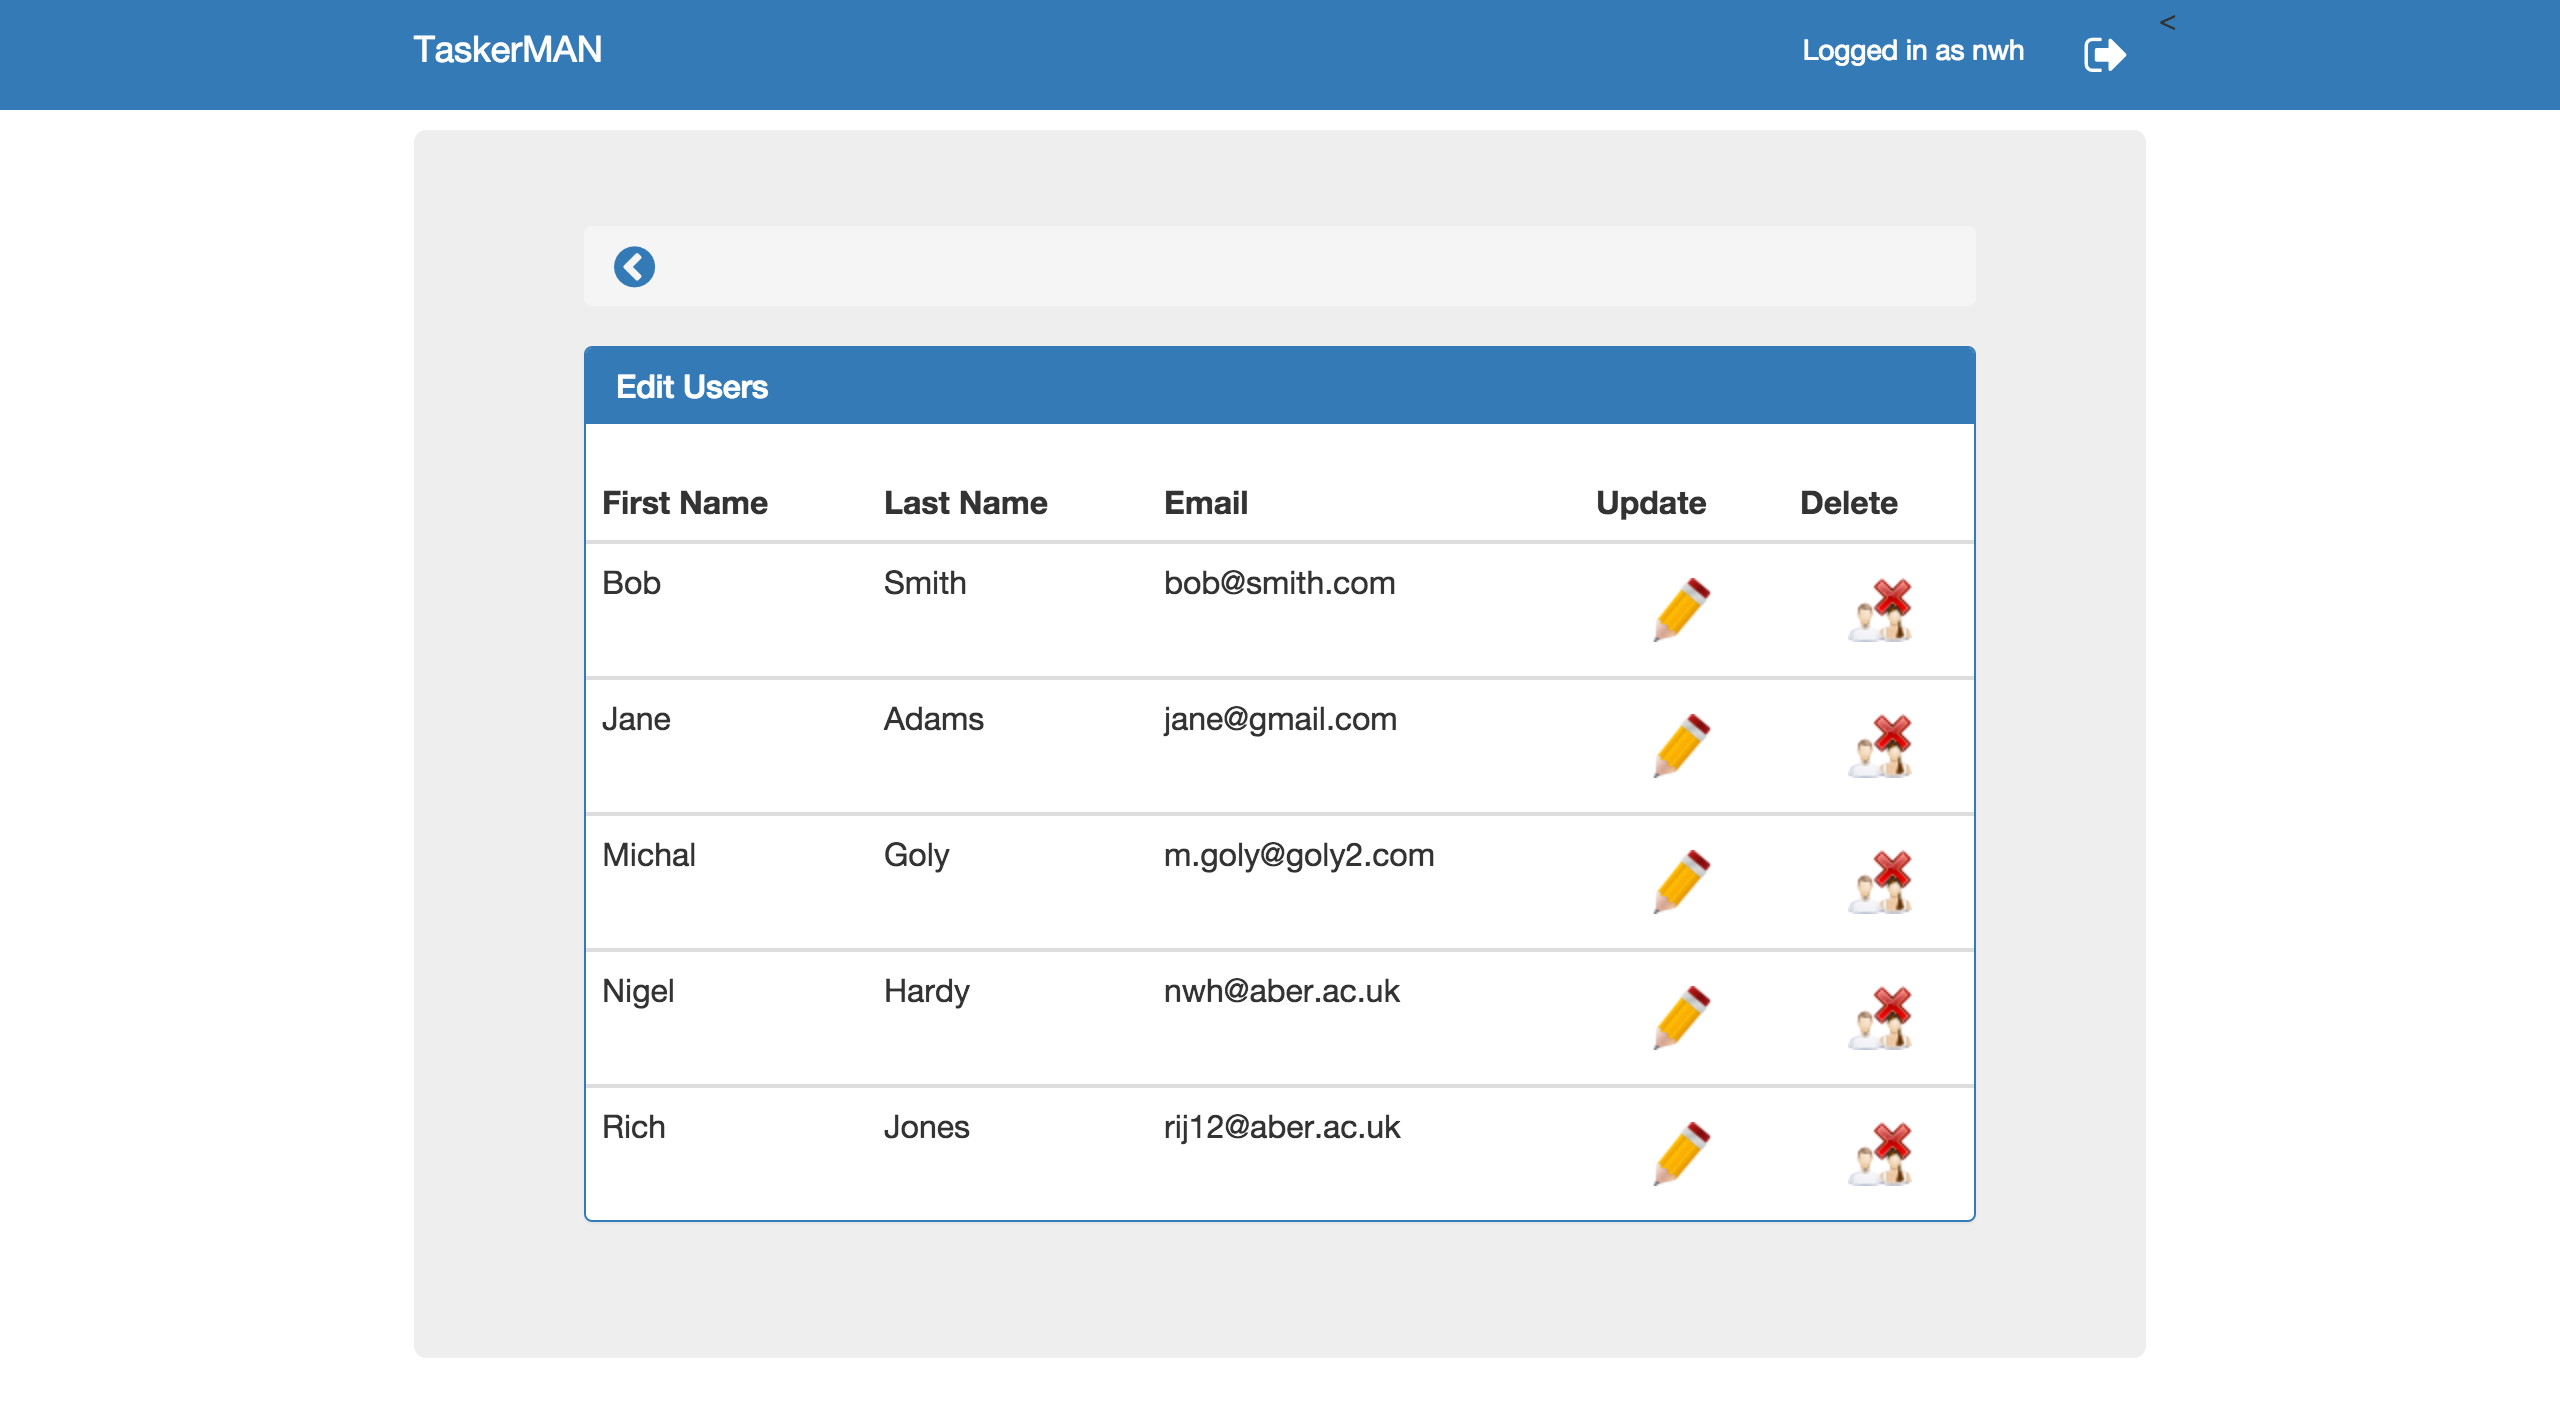 TaskerMAN
Logged in as nwh
<
Edit Users
First Name Last Name Email Update Delete
Bob Smith bob@smith.com
Jane Adams jane@gmail.com
Michal Goly m.goly@goly2.com
Nigel Hardy nwh@aber.ac.uk
Rich Jones rij12@aber.ac.uk